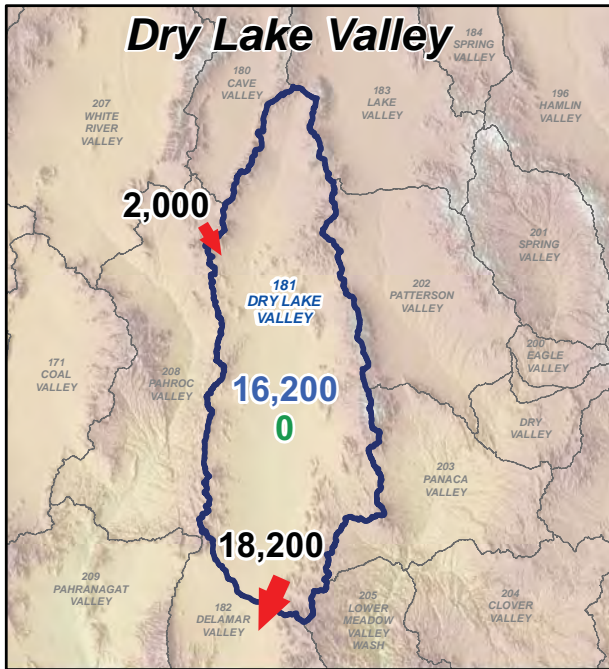 Dry Lake Valley
184
SPRING
VALLEY
180
CAVE
VALLEY
183
LAKE
VALLEY
196
HAMLIN
VALLEY
207
WHITE
RIVER
VALLEY
2,000
201
SPRING
VALLEY
181
DRY LAKE
VALLEY
202
PATTERSON
VALLEY
200
EAGLE
VALLEY
171
COAL
VALLEY
208
PAHROC
VALLEY
16,200
0
DRY
VALLEY
203
PANACA
VALLEY
18,200
209
PAHRANAGAT
VALLEY
182
DELAMAR
VALLEY
205
LOWER
MEADOW
VALLEY
WASH
204
CLOVER
VALLEY